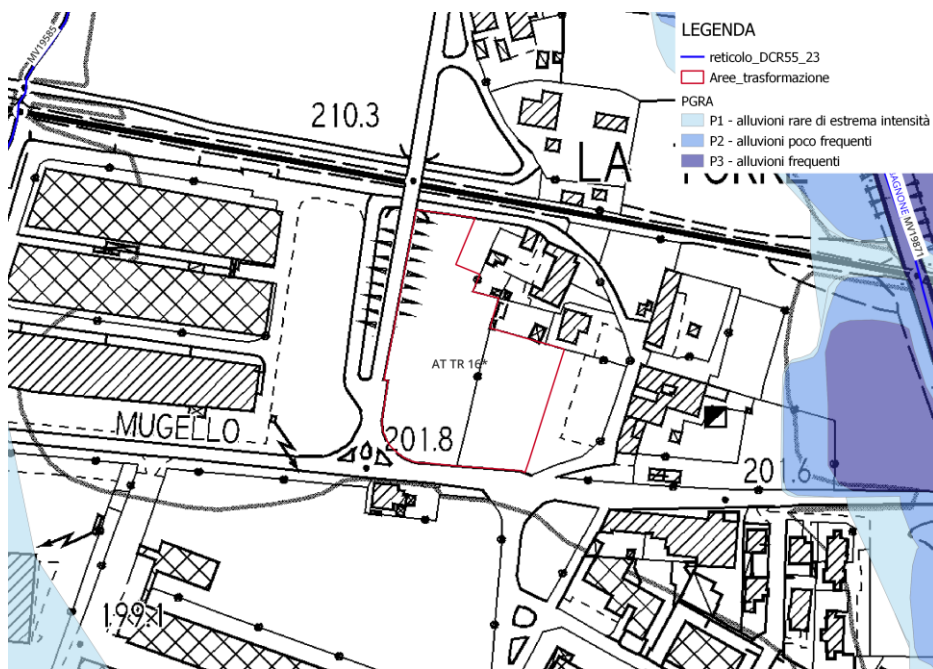 LEGENDA
reticolo_DCR55_23
Aree_trasformazione
PGRA
P1 - alluvioni rare di estrema intensità
P2 - alluvioni poco frequenti
P3 - alluvioni frequenti
MV19585
210.3
LA
AT TR 16*
MUGELLO
201.8
201.6
199.1
MV19871